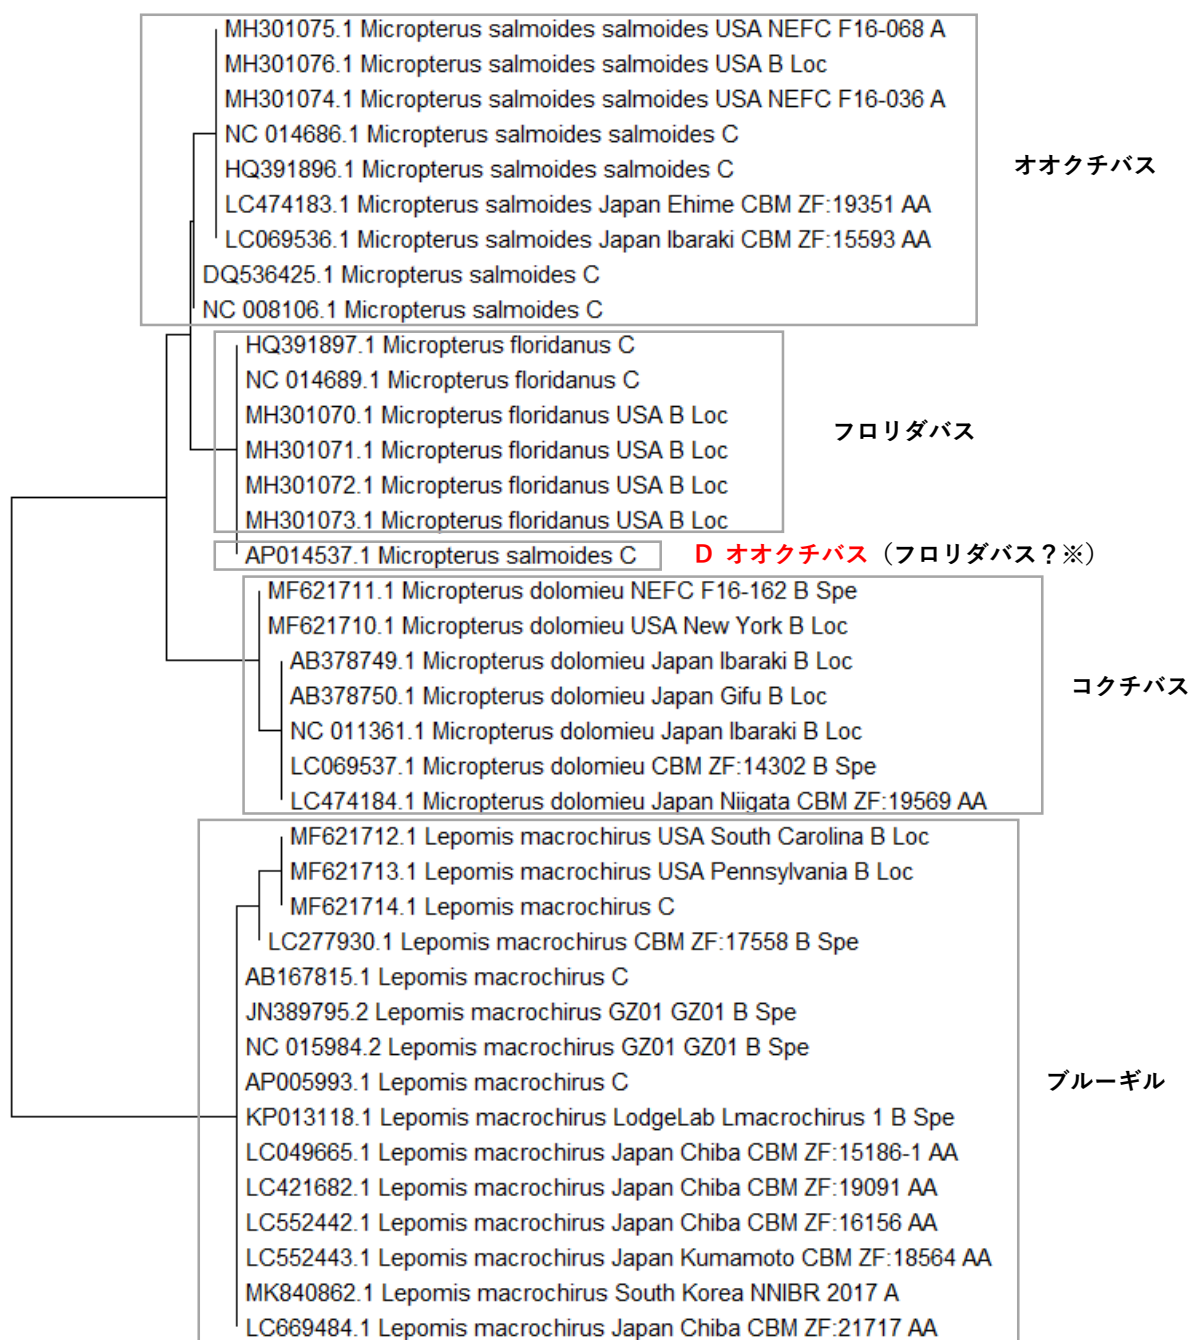 MH301075.1 Micropterus salmoides salmoides USA NEFC F16-068 A
MH301076.1 Micropterus salmoides salmoides USA B Loc
MH301074.1 Micropterus salmoides salmoides USA NEFC F16-036 A
NC 014686.1 Micropterus salmoides salmoides C
オオクチバス
HQ391896.1 Micropterus salmoides salmoides C
LC474183.1 Micropterus salmoides Japan Ehime CBM ZF:19351 AA
LC069536.1 Micropterus salmoides Japan Ibaraki CBM ZF:15593 AA
DQ536425.1 Micropterus salmoides C
NC 008106.1 Micropterus salmoides C
HQ391897.1 Micropterus floridanus C
NC 014689.1 Micropterus floridanus C
MH301070.1 Micropterus floridanus USA B Loc
フロリダバス
MH301071.1 Micropterus floridanus USA B Loc
MH301072.1 Micropterus floridanus USA B Loc
MH301073.1 Micropterus floridanus USA B Loc
AP014537.1 Micropterus salmoides C D オオクチバス（フロリダバス？※）
MF621711.1 Micropterus dolomieu NEFC F16-162 B Spe
MF621710.1 Micropterus dolomieu USA New York B Loc
AB378749.1 Micropterus dolomieu Japan Ibaraki B Loc
コクチバス
AB378750.1 Micropterus dolomieu Japan Gifu B Loc
NC 011361.1 Micropterus dolomieu Japan Ibaraki B Loc
LC069537.1 Micropterus dolomieu CBM ZF:14302 B Spe
LC474184.1 Micropterus dolomieu Japan Niigata CBM ZF:19569 AA
MF621712.1 Lepomis macrochirus USA South Carolina B Loc
MF621713.1 Lepomis macrochirus USA Pennsylvania B Loc
MF621714.1 Lepomis macrochirus C
LC277930.1 Lepomis macrochirus CBM ZF:17558 B Spe
AB167815.1 Lepomis macrochirus C
JN389795.2 Lepomis macrochirus GZ01 GZ01 B Spe
NC 015984.2 Lepomis macrochirus GZ01 GZ01 B Spe
AP005993.1 Lepomis macrochirus C
ブルーギル
KP013118.1 Lepomis macrochirus LodgeLab Lmacrochirus 1 B Spe
LC049665.1 Lepomis macrochirus Japan Chiba CBM ZF:15186-1 AA
LC421682.1 Lepomis macrochirus Japan Chiba CBM ZF:19091 AA
LC552442.1 Lepomis macrochirus Japan Chiba CBM ZF:16156 AA
LC552443.1 Lepomis macrochirus Japan Kumamoto CBM ZF:18564 AA
MK840862.1 Lepomis macrochirus South Korea NNIBR 2017 A
LC669484.1 Lepomis macrochirus Japan Chiba CBM ZF:21717 AA